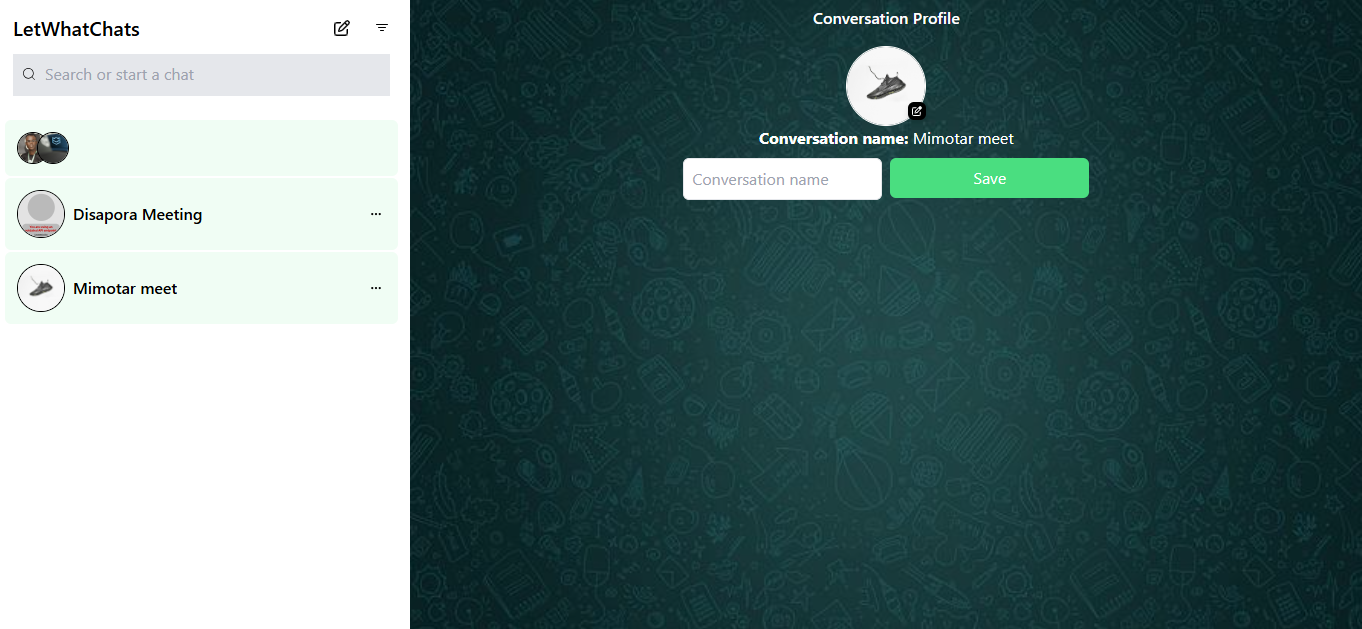 LetWhatChats
Search or start a chat
Disapora Meeting
Mimotar meet
Conversation Profile
Conversation name: Mimotar meet
Conversation name
Save